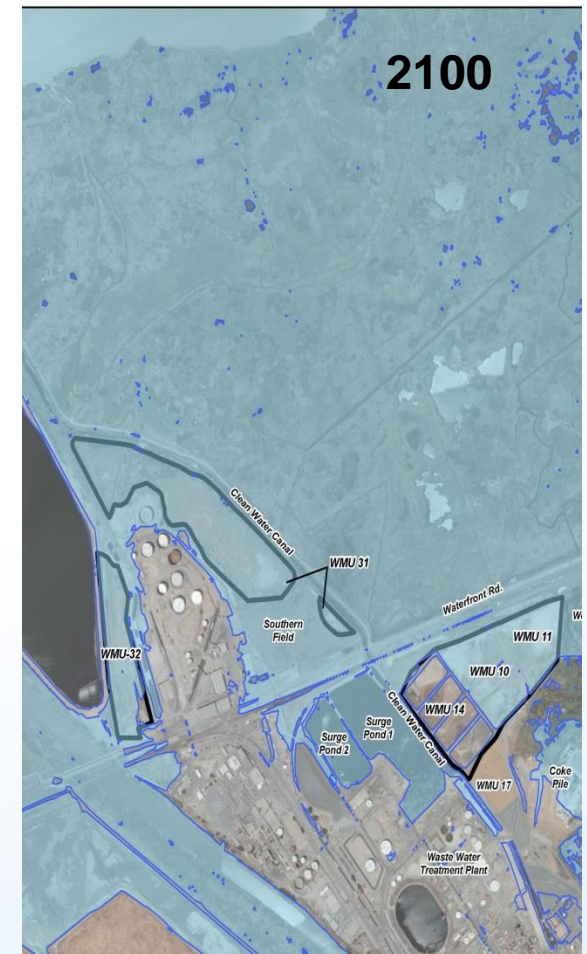 2100
Clean Water Canal
WMU 31
Waterfront Rd.
Southern
Field
WMU 11
WMU-32
WMU 10
WMU 14
Clean Water Canal
Surge
Pond 1
Surge
Pond 2
WMU 17
Coke
Pile
Waste Water
Treatment Plant